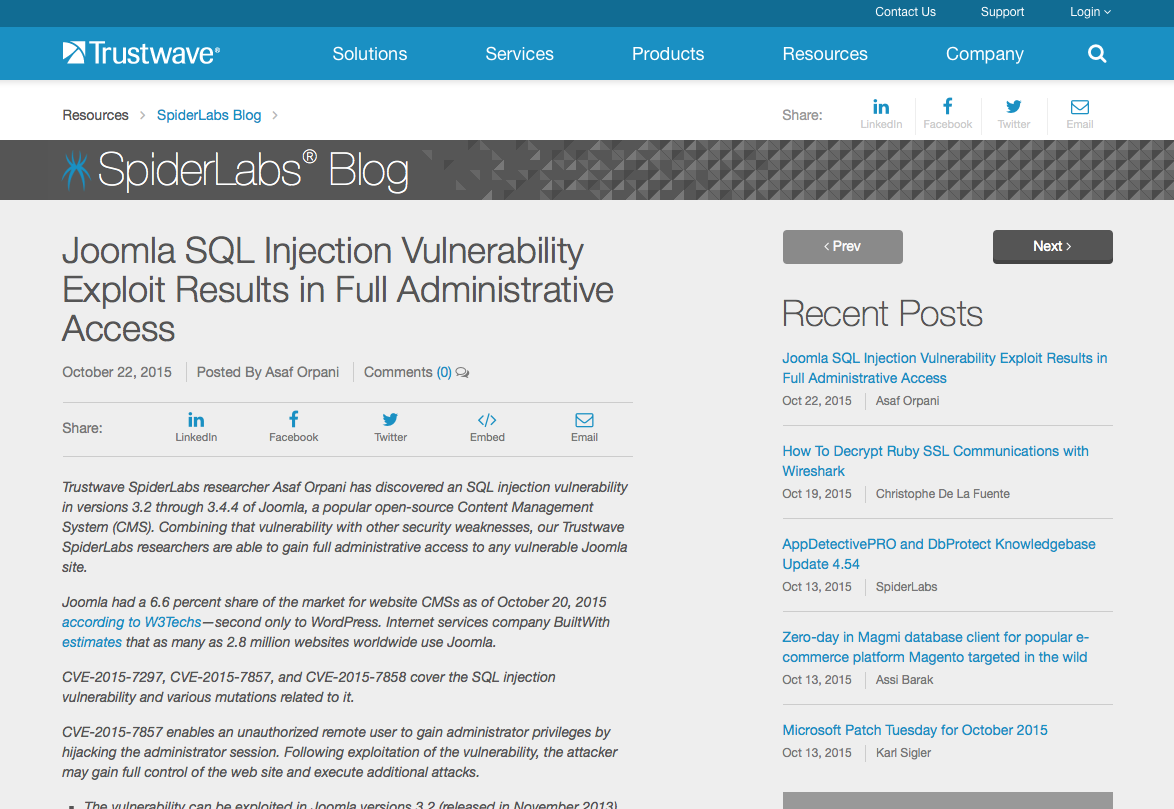 Contact Us Support Login
Trustwave®
Solutions Services Products Resources Company
Resources > SpiderLabs Blog >
Share: LinkedIn Facebook Twitter Email
SpiderLabs® Blog
Joomla SQL Injection Vulnerability
Exploit Results in Full Administrative
Access
October 22, 2015 Posted By Asaf Orpani Comments (0)
Share: LinkedIn Facebook Twitter Embed Email
Trustwave SpiderLabs researcher Asaf Orpani has discovered an SQL injection vulnerability
in versions 3.2 through 3.4.4 of Joomla, a popular open-source Content Management
System (CMS). Combining that vulnerability with other security weaknesses, our Trustwave
SpiderLabs researchers are able to gain full administrative access to any vulnerable Joomla
site.
Joomla had a 6.6 percent share of the market for website CMSs as of October 20, 2015
according to W3Techs—second only to WordPress. Internet services company BuiltWith
estimates that as many as 2.8 million websites worldwide use Joomla.
CVE-2015-7297, CVE-2015-7857, and CVE-2015-7858 cover the SQL injection
vulnerability and various mutations related to it.
CVE-2015-7857 enables an unauthorized remote user to gain administrator privileges by
hijacking the administrator session. Following exploitation of the vulnerability, the attacker
may gain full control of the web site and execute additional attacks.
▪ The vulnerability can be exploited in Joomla versions 3.2 (released in November 2013)
‹ Prev Next ›
Recent Posts
Joomla SQL Injection Vulnerability Exploit Results in
Full Administrative Access
Oct 22, 2015 Asaf Orpani
How To Decrypt Ruby SSL Communications with
Wireshark
Oct 19, 2015 Christophe De La Fuente
AppDetectivePRO and DbProtect Knowledgebase
Update 4.54
Oct 13, 2015 SpiderLabs
Zero-day in Magmi database client for popular e-
commerce platform Magento targeted in the wild
Oct 13, 2015 Assi Barak
Microsoft Patch Tuesday for October 2015
Oct 13, 2015 Karl Sigler